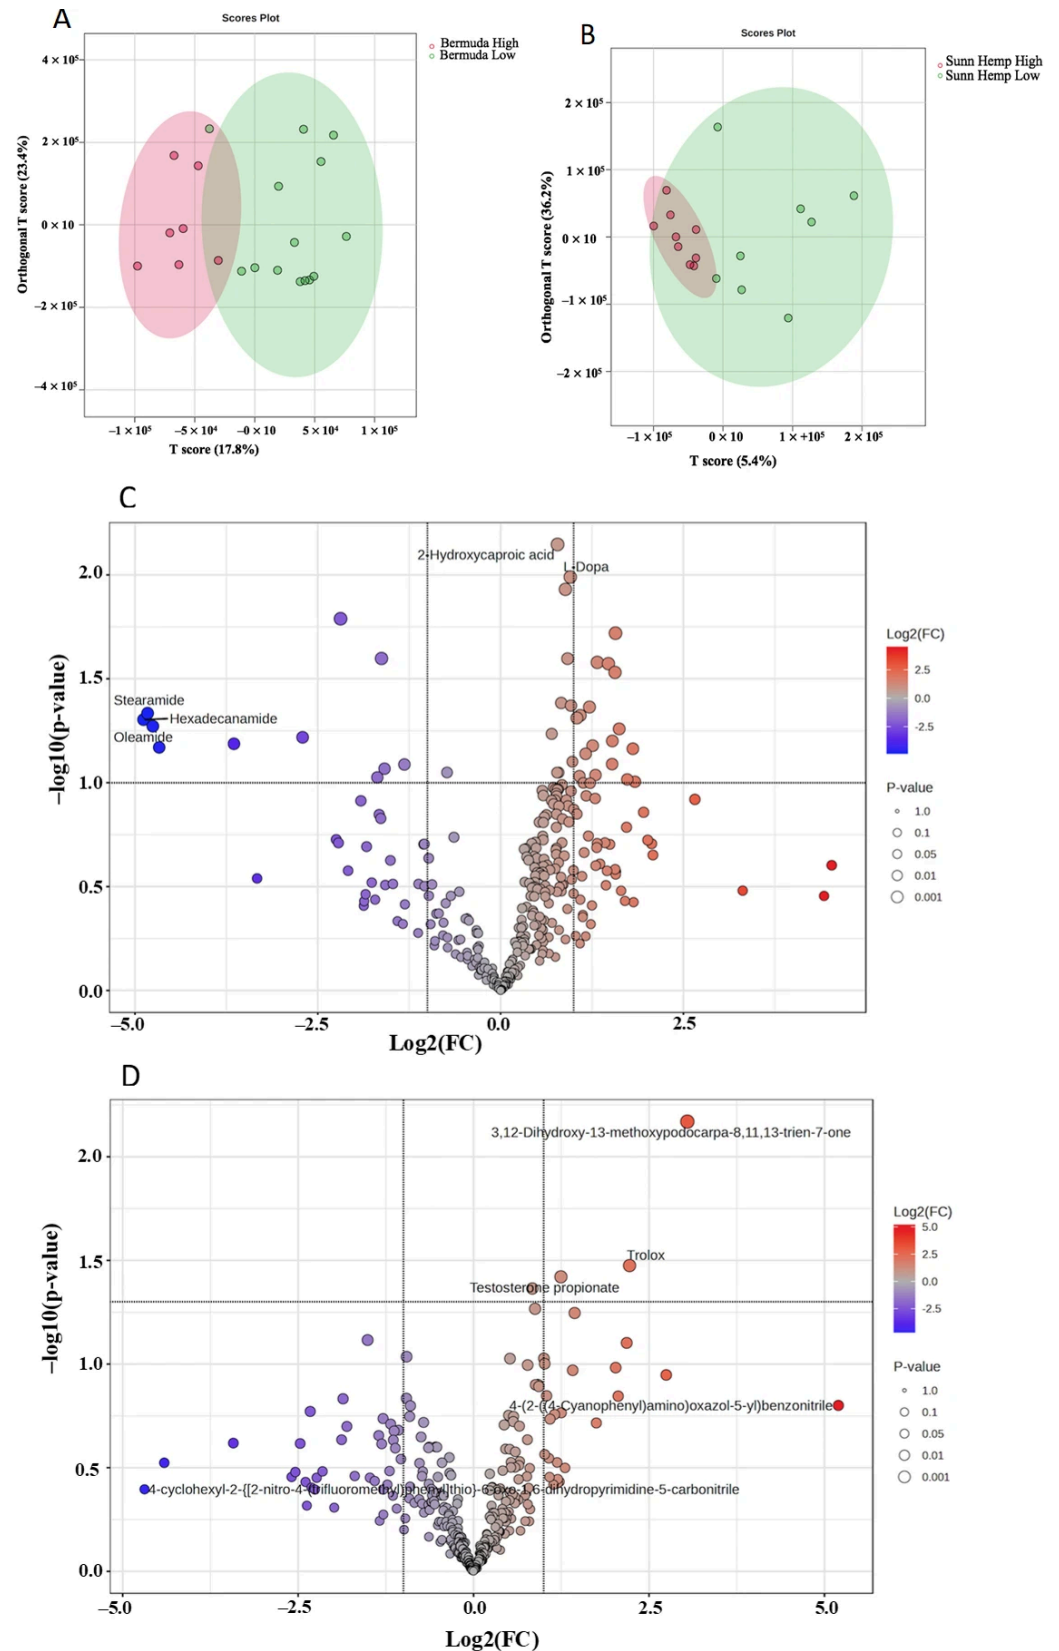 A
Scores Plot
Bermuda High
Bermuda Low
4 × 10⁵
2 × 10⁵
0 × 10
−2 × 10⁵
−4 × 10⁵
Orthogonal T score (23.4%)
−1 × 10⁵ −5 × 10⁴ −0 × 10 5 × 10⁴ 1 × 10⁵
T score (17.8%)
B
Scores Plot
Sunn Hemp High
Sunn Hemp Low
2 × 10⁵
1 × 10⁵
0 × 10
−1 × 10⁵
−2 × 10⁵
Orthogonal T score (36.2%)
−1 × 10⁵ 0 × 10 1 × +10⁵ 2 × 10⁵
T score (5.4%)
C
2-Hydroxycaproic acid
L-Dopa
Stearamide
Hexadecanamide
Oleamide
2.0
1.5
1.0
0.5
0.0
−log10(p-value)
−5.0 −2.5 0.0 2.5
Log2(FC)
Log2(FC)
2.5
0.0
-2.5
P-value
1.0
0.1
0.05
0.01
0.001
D
3,12-Dihydroxy-13-methoxypodocarpa-8,11,13-trien-7-one
Trolox
Testosterone propionate
4-(2-((4-Cyanophenyl)amino)oxazol-5-yl)benzonitrile
4-cyclohexyl-2-{[2-nitro-4-(trifluoromethyl)phenyl]thio}-6-oxo-1,6-dihydropyrimidine-5-carbonitrile
2.0
1.5
1.0
0.5
0.0
−log10(p-value)
−5.0 −2.5 0.0 2.5 5.0
Log2(FC)
Log2(FC)
5.0
2.5
0.0
-2.5
P-value
1.0
0.1
0.05
0.01
0.001